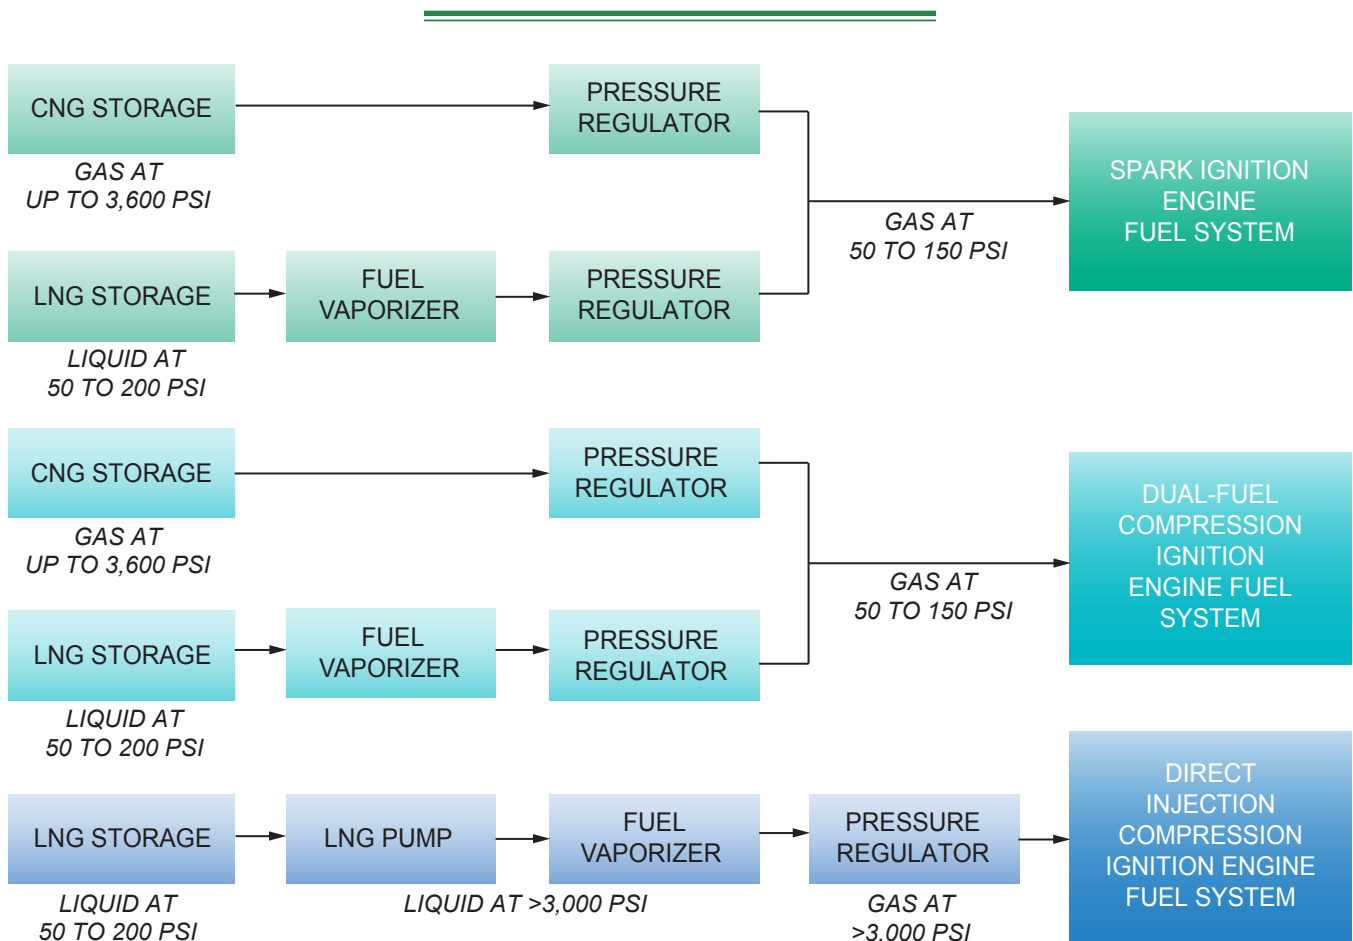 CNG STORAGE
GAS AT
UP TO 3,600 PSI
PRESSURE
REGULATOR
LNG STORAGE
LIQUID AT
50 TO 200 PSI
FUEL
VAPORIZER
PRESSURE
REGULATOR
GAS AT
50 TO 150 PSI
SPARK IGNITION
ENGINE
FUEL SYSTEM
CNG STORAGE
GAS AT
UP TO 3,600 PSI
PRESSURE
REGULATOR
LNG STORAGE
LIQUID AT
50 TO 200 PSI
FUEL
VAPORIZER
PRESSURE
REGULATOR
GAS AT
50 TO 150 PSI
DUAL-FUEL
COMPRESSION
IGNITION
ENGINE FUEL
SYSTEM
LNG STORAGE
LIQUID AT
50 TO 200 PSI
LNG PUMP
LIQUID AT >3,000 PSI
FUEL
VAPORIZER
PRESSURE
REGULATOR
GAS AT
>3,000 PSI
DIRECT
INJECTION
COMPRESSION
IGNITION ENGINE
FUEL SYSTEM